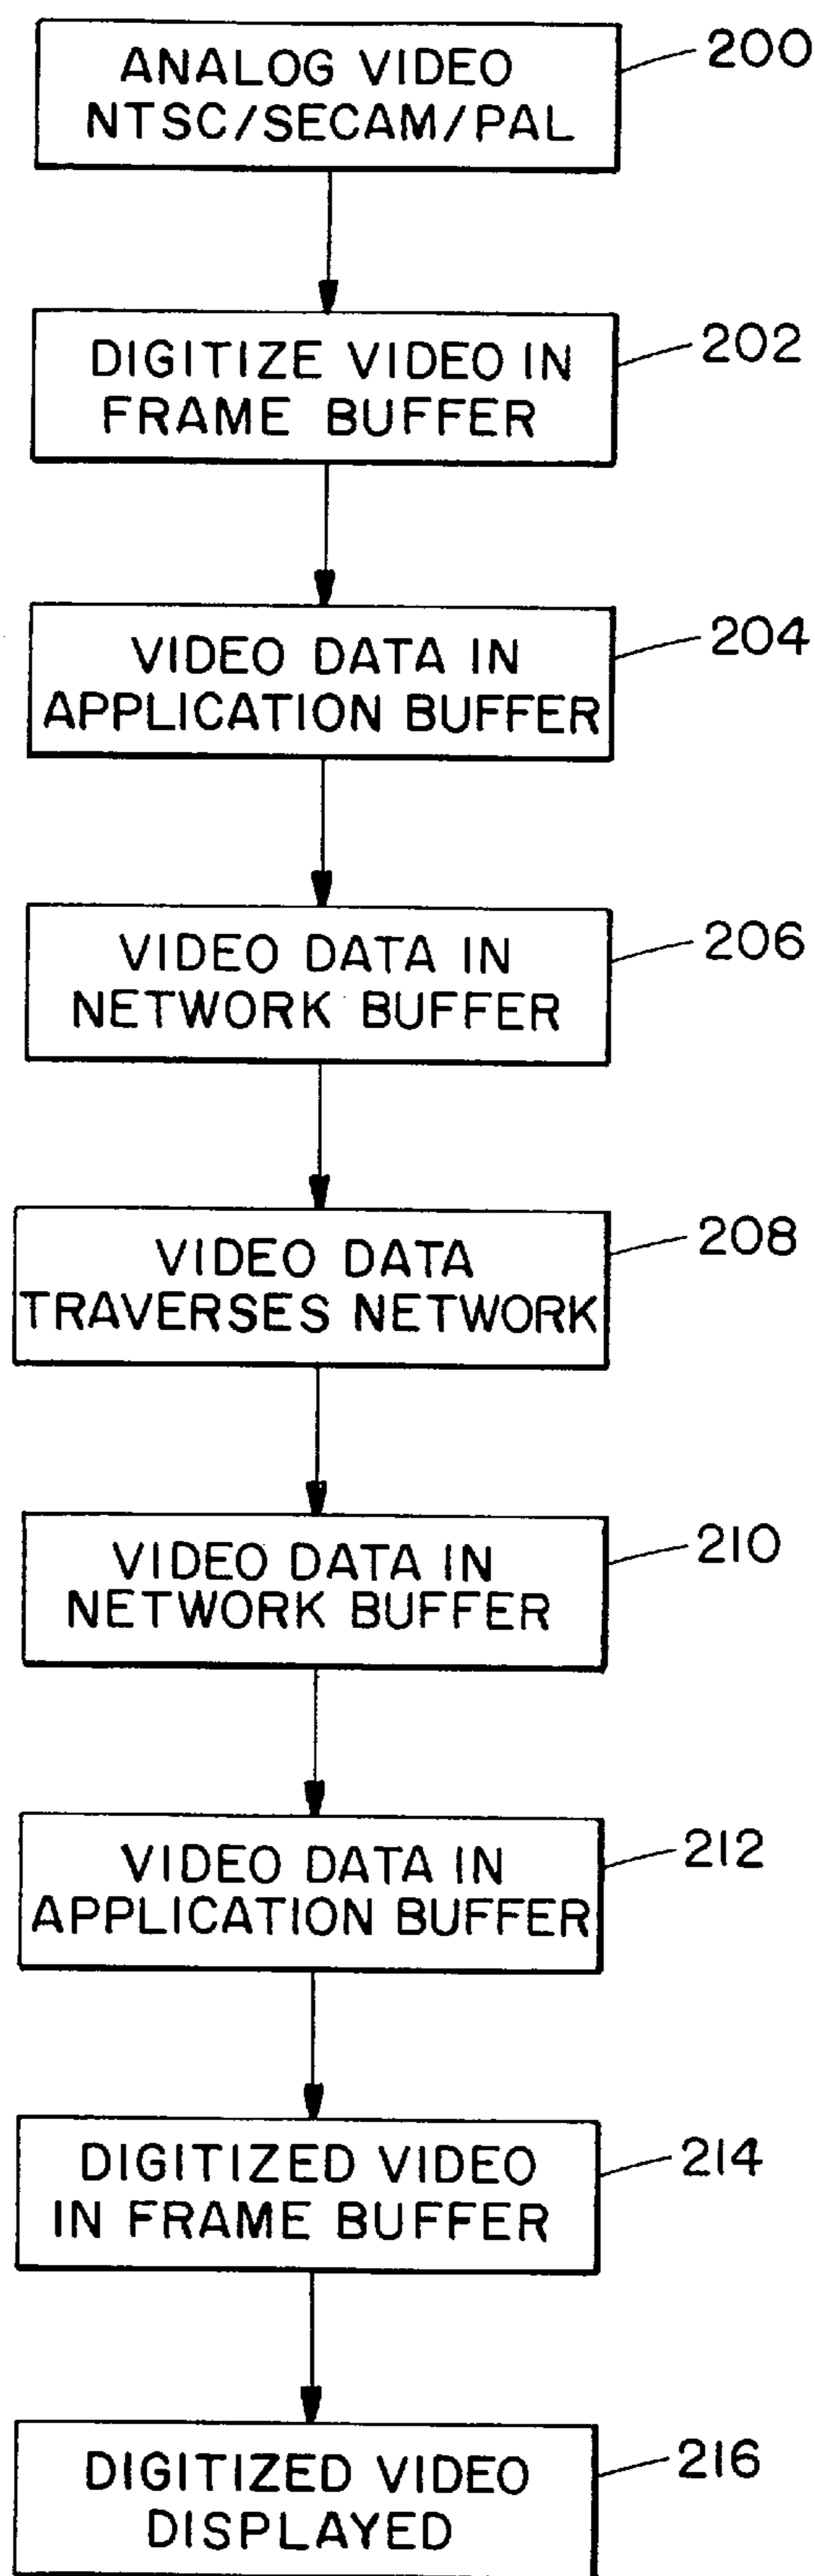 ANALOG VIDEO
NTSC/SECAM/PAL
200
DIGITIZE VIDEO IN
FRAME BUFFER
202
VIDEO DATA IN
APPLICATION BUFFER
204
VIDEO DATA IN
NETWORK BUFFER
206
VIDEO DATA
TRAVERSES NETWORK
208
VIDEO DATA IN
NETWORK BUFFER
210
VIDEO DATA IN
APPLICATION BUFFER
212
DIGITIZED VIDEO
IN FRAME BUFFER
214
DIGITIZED VIDEO
DISPLAYED
216